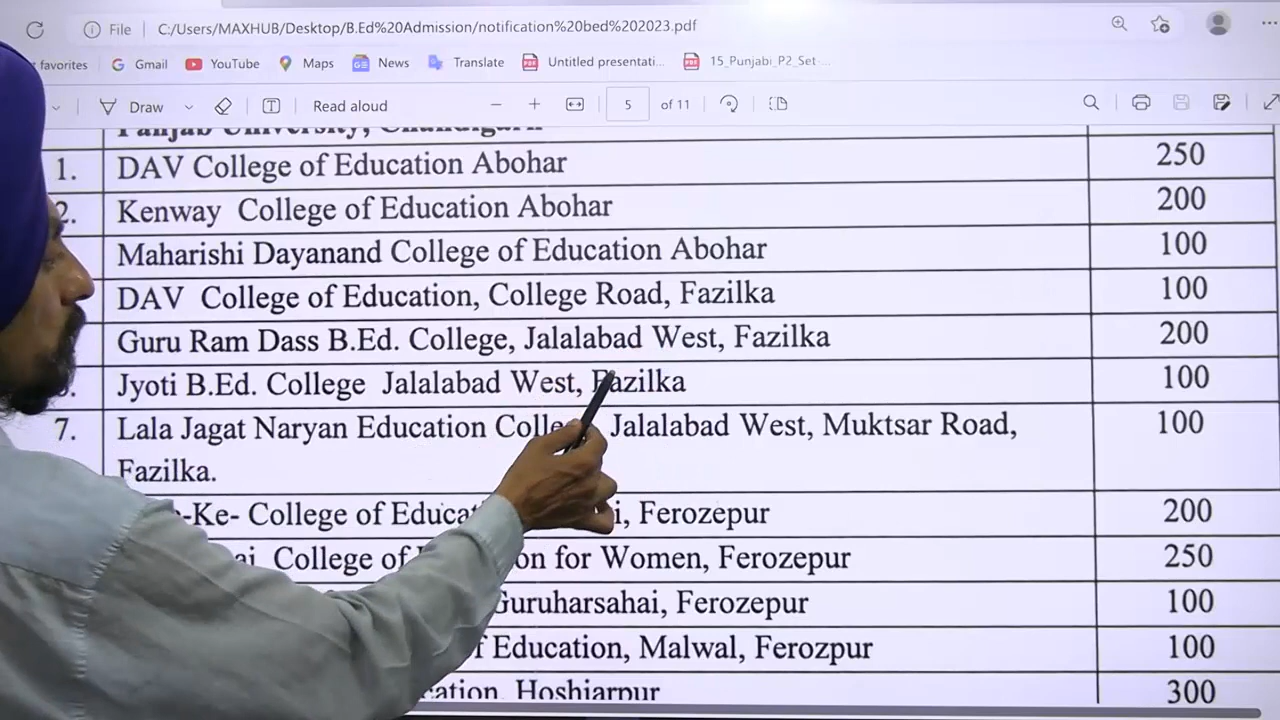 File C:/Users/MAXHUB/Desktop/B.Ed%20Admission/notification%20bed%202023.pdf
favorites Gmail YouTube Maps News Translate Untitled presentati... 15_Punjabi_P2_Set-...
Draw Read aloud 5 of 11
Panjab University, Chandigarh
1. DAV College of Education Abohar 250
2. Kenway College of Education Abohar 200
Maharishi Dayanand College of Education Abohar 100
DAV College of Education, College Road, Fazilka 100
Guru Ram Dass B.Ed. College, Jalalabad West, Fazilka 200
Jyoti B.Ed. College Jalalabad West, Fazilka 100
7. Lala Jagat Naryan Education College Jalalabad West, Muktsar Road, 100
Fazilka.
-Ke- College of Ferozepur 200
College of for Women, Ferozepur 250
Guruharsahai, Ferozepur 100
Education, Malwal, Ferozpur 100
Hoshiarpur 300